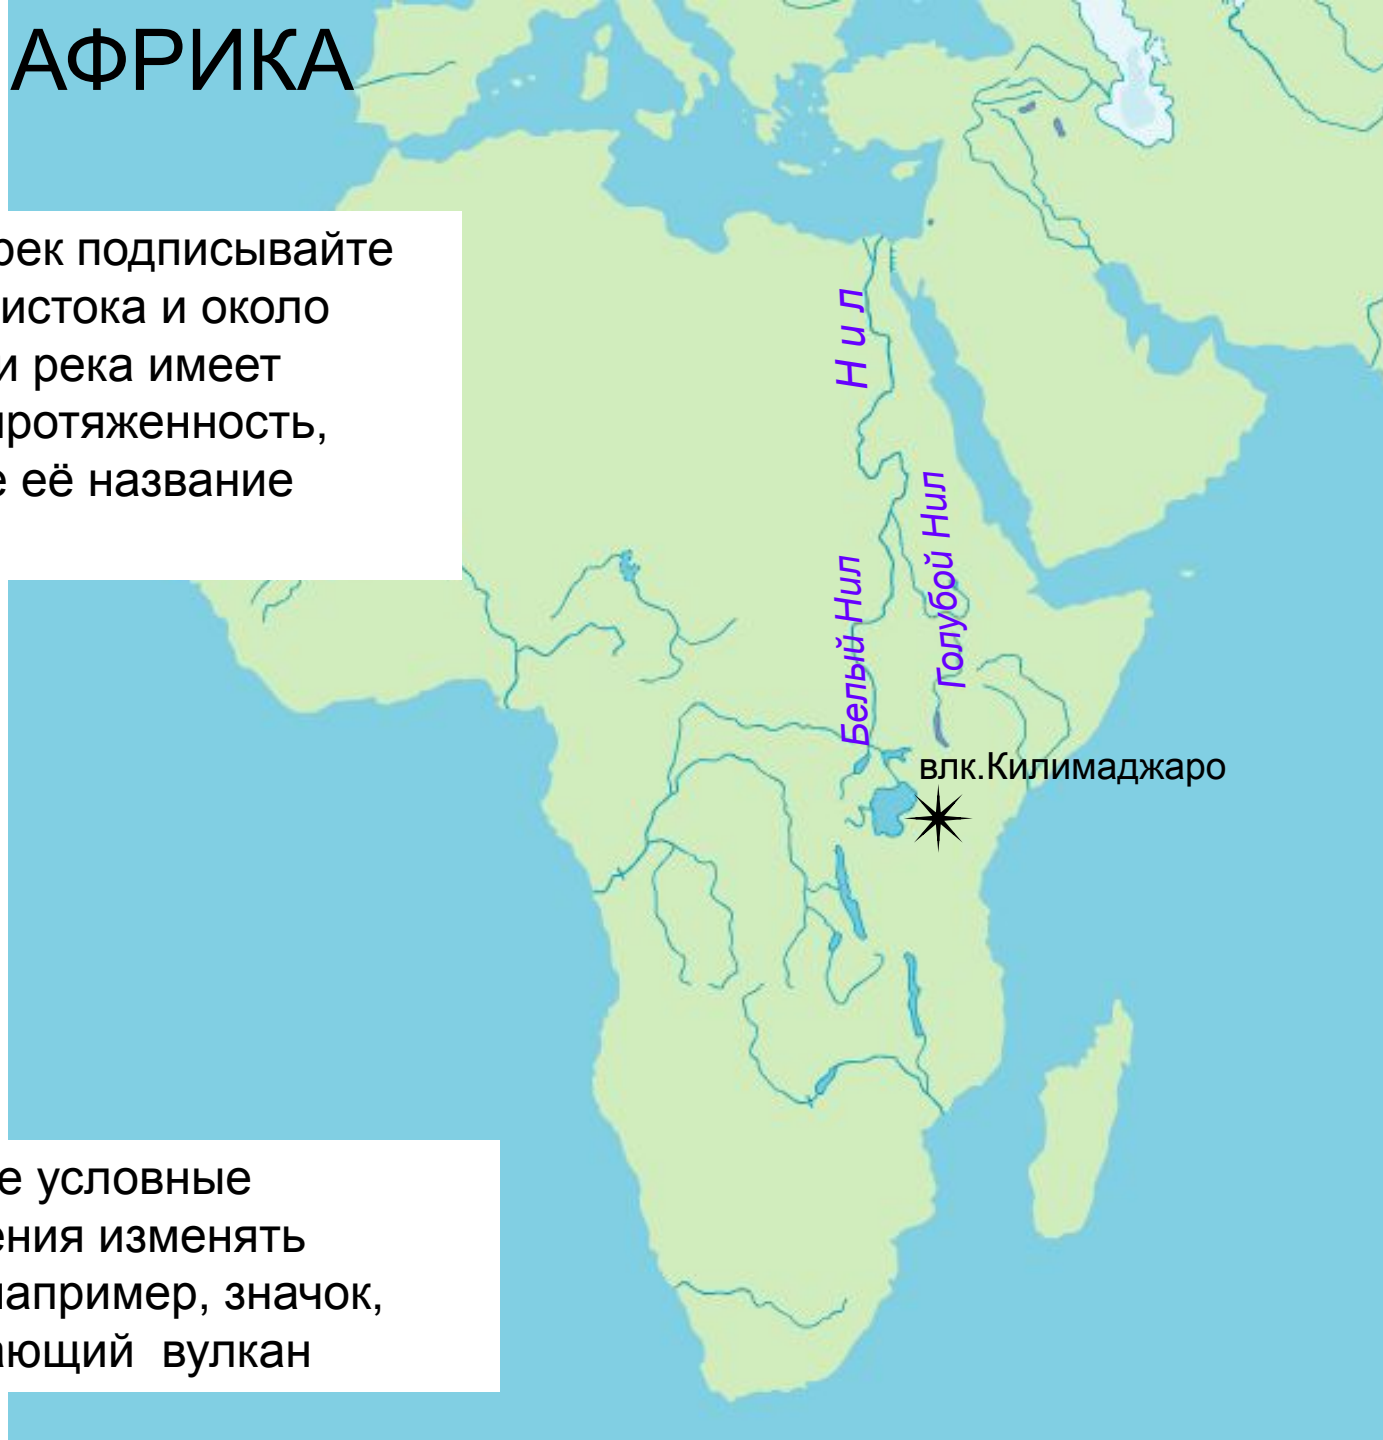 АФРИКА
рек подписывайте
истока и около
и река имеет
протяженность,
е её название
Нил
Голубой Нил
Белый Нил
влк.Килимаджаро
е условные
ения изменять
например, значок,
ающий вулкан